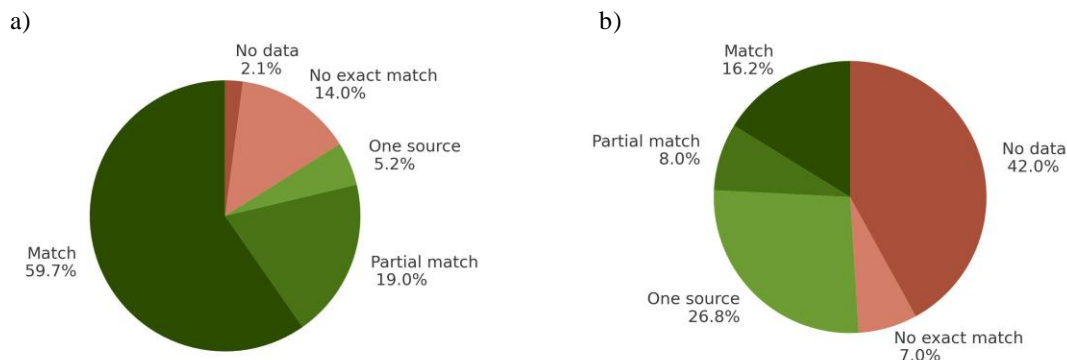 a)
No data
2.1%
No exact match
14.0%
One source
5.2%
Partial match
19.0%
Match
59.7%
b)
Match
16.2%
Partial match
8.0%
One source
26.8%
No exact match
7.0%
No data
42.0%